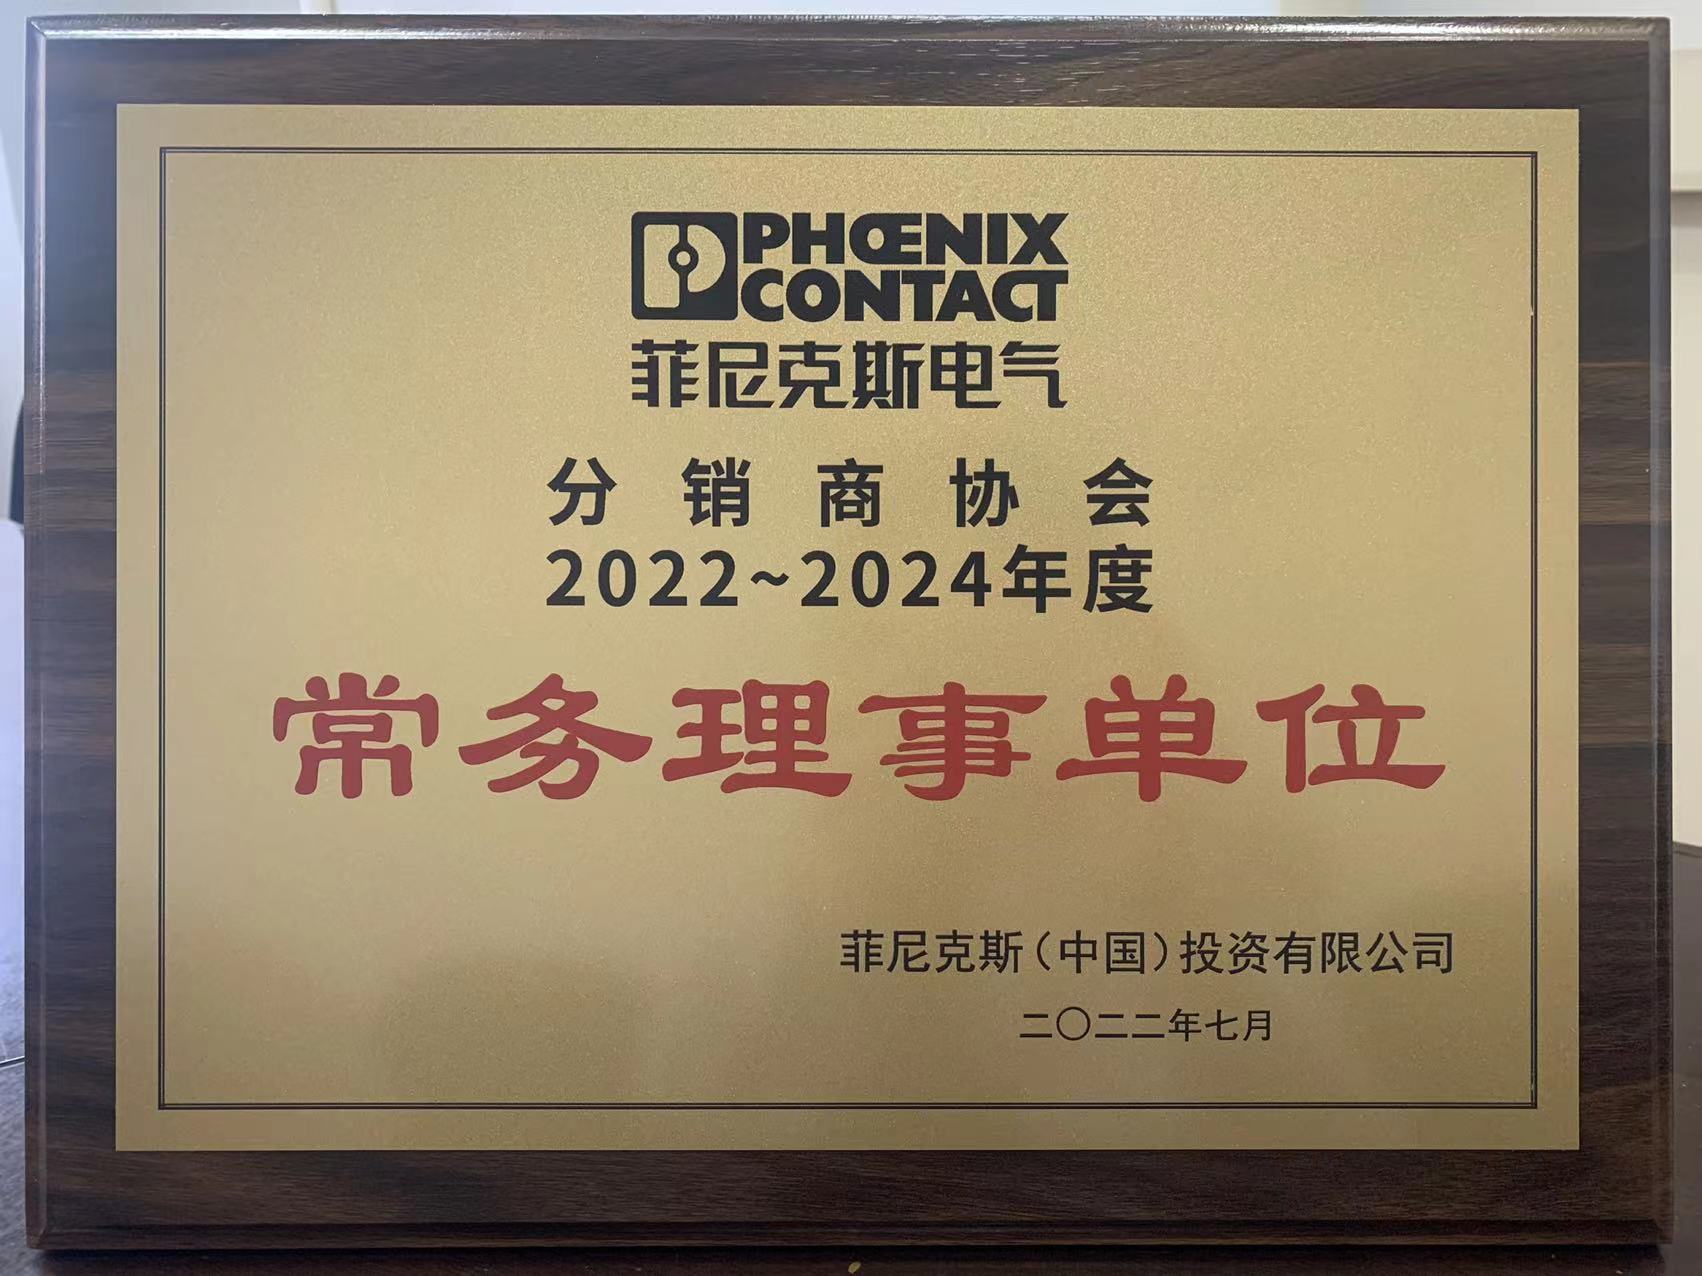 PHŒNIX
CONTACT
菲尼克斯电气
分销商协会
2022~2024年度
常务理事单位
菲尼克斯（中国）投资有限公司
二〇二二年七月